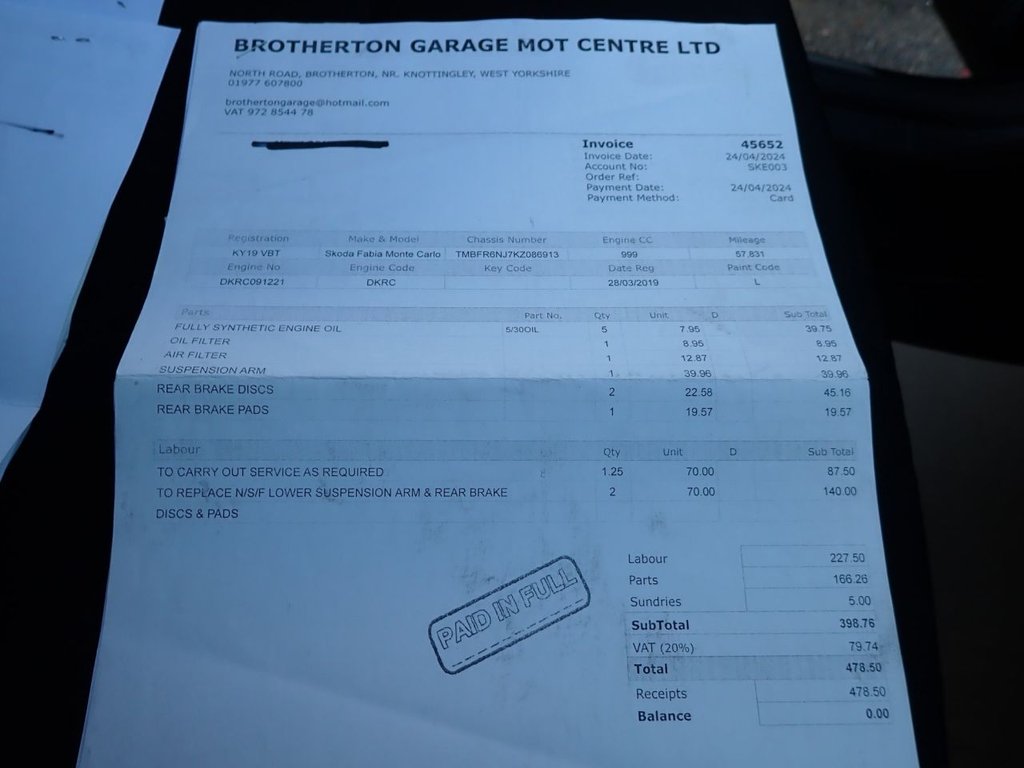 BROTHERTON GARAGE MOT CENTRE LTD
NORTH ROAD, BROTHERTON, NR. KNOTTINGLEY, WEST YORKSHIRE
01977 607800
brothertongarage@hotmail.com
VAT 972 8544 78
Invoice 45652
Invoice Date: 24/04/2024
Account No: SKE003
Order Ref:
Payment Date: 24/04/2024
Payment Method: Card
Registration Make & Model Chassis Number Engine CC Mileage
KY19 VBT Skoda Fabia Monte Carlo TMBFR6NJ7KZ086913 999 57,831
Engine No Engine Code Key Code Date Reg Paint Code
DKRC091221 DKRC 28/03/2019 L
Parts Part No. Qty Unit D Sub Total
FULLY SYNTHETIC ENGINE OIL 5/30OIL 5 7.95 39.75
OIL FILTER 1 8.95 8.95
AIR FILTER 1 12.87 12.87
SUSPENSION ARM 1 39.96 39.96
REAR BRAKE DISCS 2 22.58 45.16
REAR BRAKE PADS 1 19.57 19.57
Labour Qty Unit D Sub Total
TO CARRY OUT SERVICE AS REQUIRED 1.25 70.00 87.50
TO REPLACE N/S/F LOWER SUSPENSION ARM & REAR BRAKE 2 70.00 140.00
DISCS & PADS
Labour 227.50
Parts 166.26
Sundries 5.00
SubTotal 398.76
VAT (20%) 79.74
Total 478.50
Receipts 478.50
Balance 0.00
PAID IN FULL